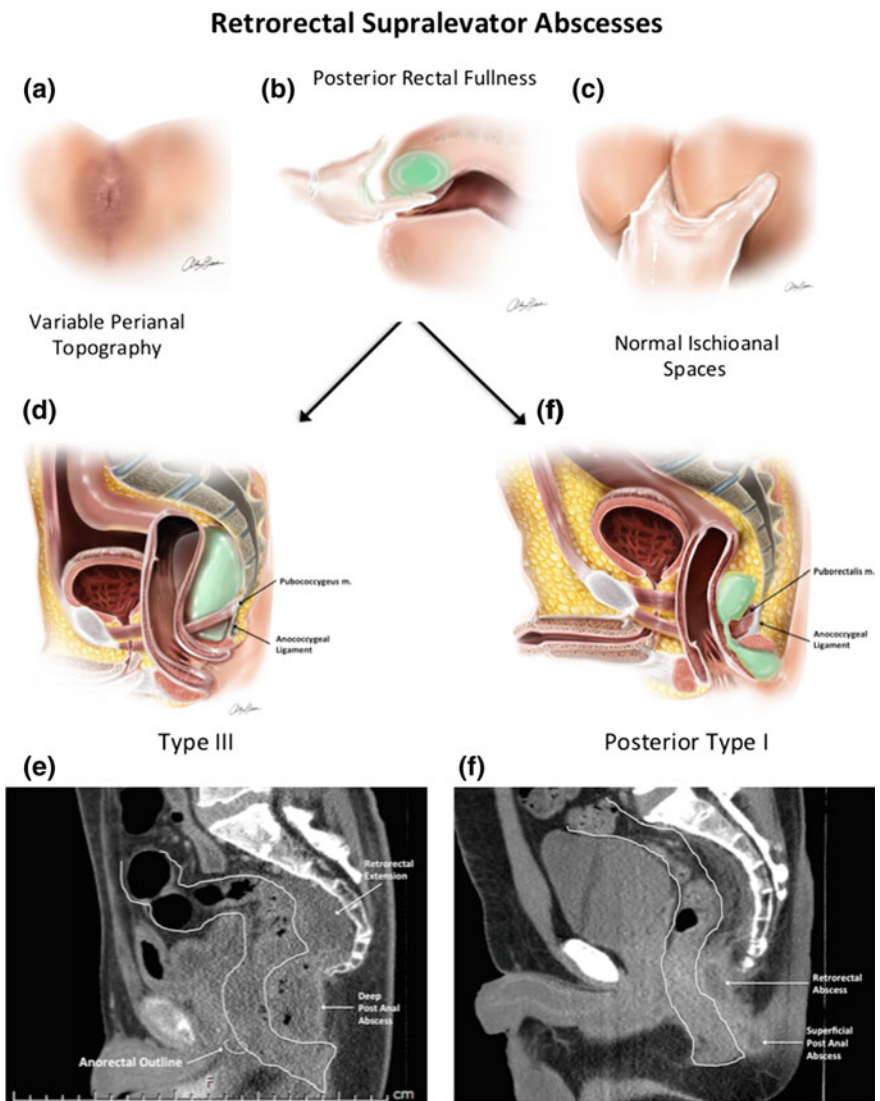 Retrorectal Supralevator Abscesses
(a)
(b)
Posterior Rectal Fullness
(c)
Variable Perianal
Topography
Normal Ischioanal
Spaces
(d)
(f)
Pubococcygeus m.
Anococcygeal
Ligament
Puborectalis m.
Anococcygeal
Ligament
Type III
Posterior Type I
(e)
(f)
Retrorectal
Extension
Deep
Post Anal
Abscess
Anorectal Outline
F
cm
Retrorectal
Abscess
Superficial
Post Anal
Abscess